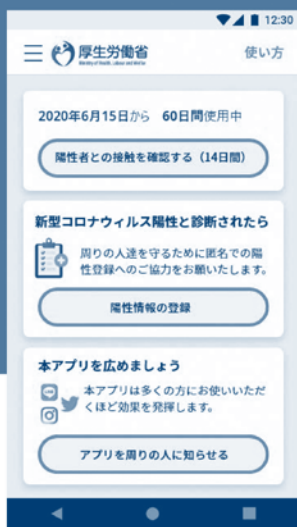 12:30
厚生労働省
Ministry of Health, Labour and Welfare
使い方
2020年6月15日から 60日間使用中
陽性者との接触を確認する（14日間）
新型コロナウィルス陽性と診断されたら
周りの人達を守るために匿名での陽
性登録へのご協力をお願いいたします。
陽性情報の登録
本アプリを広めましょう
本アプリは多くの方にお使いいただ
くほど効果を発揮します。
アプリを周りの人に知らせる